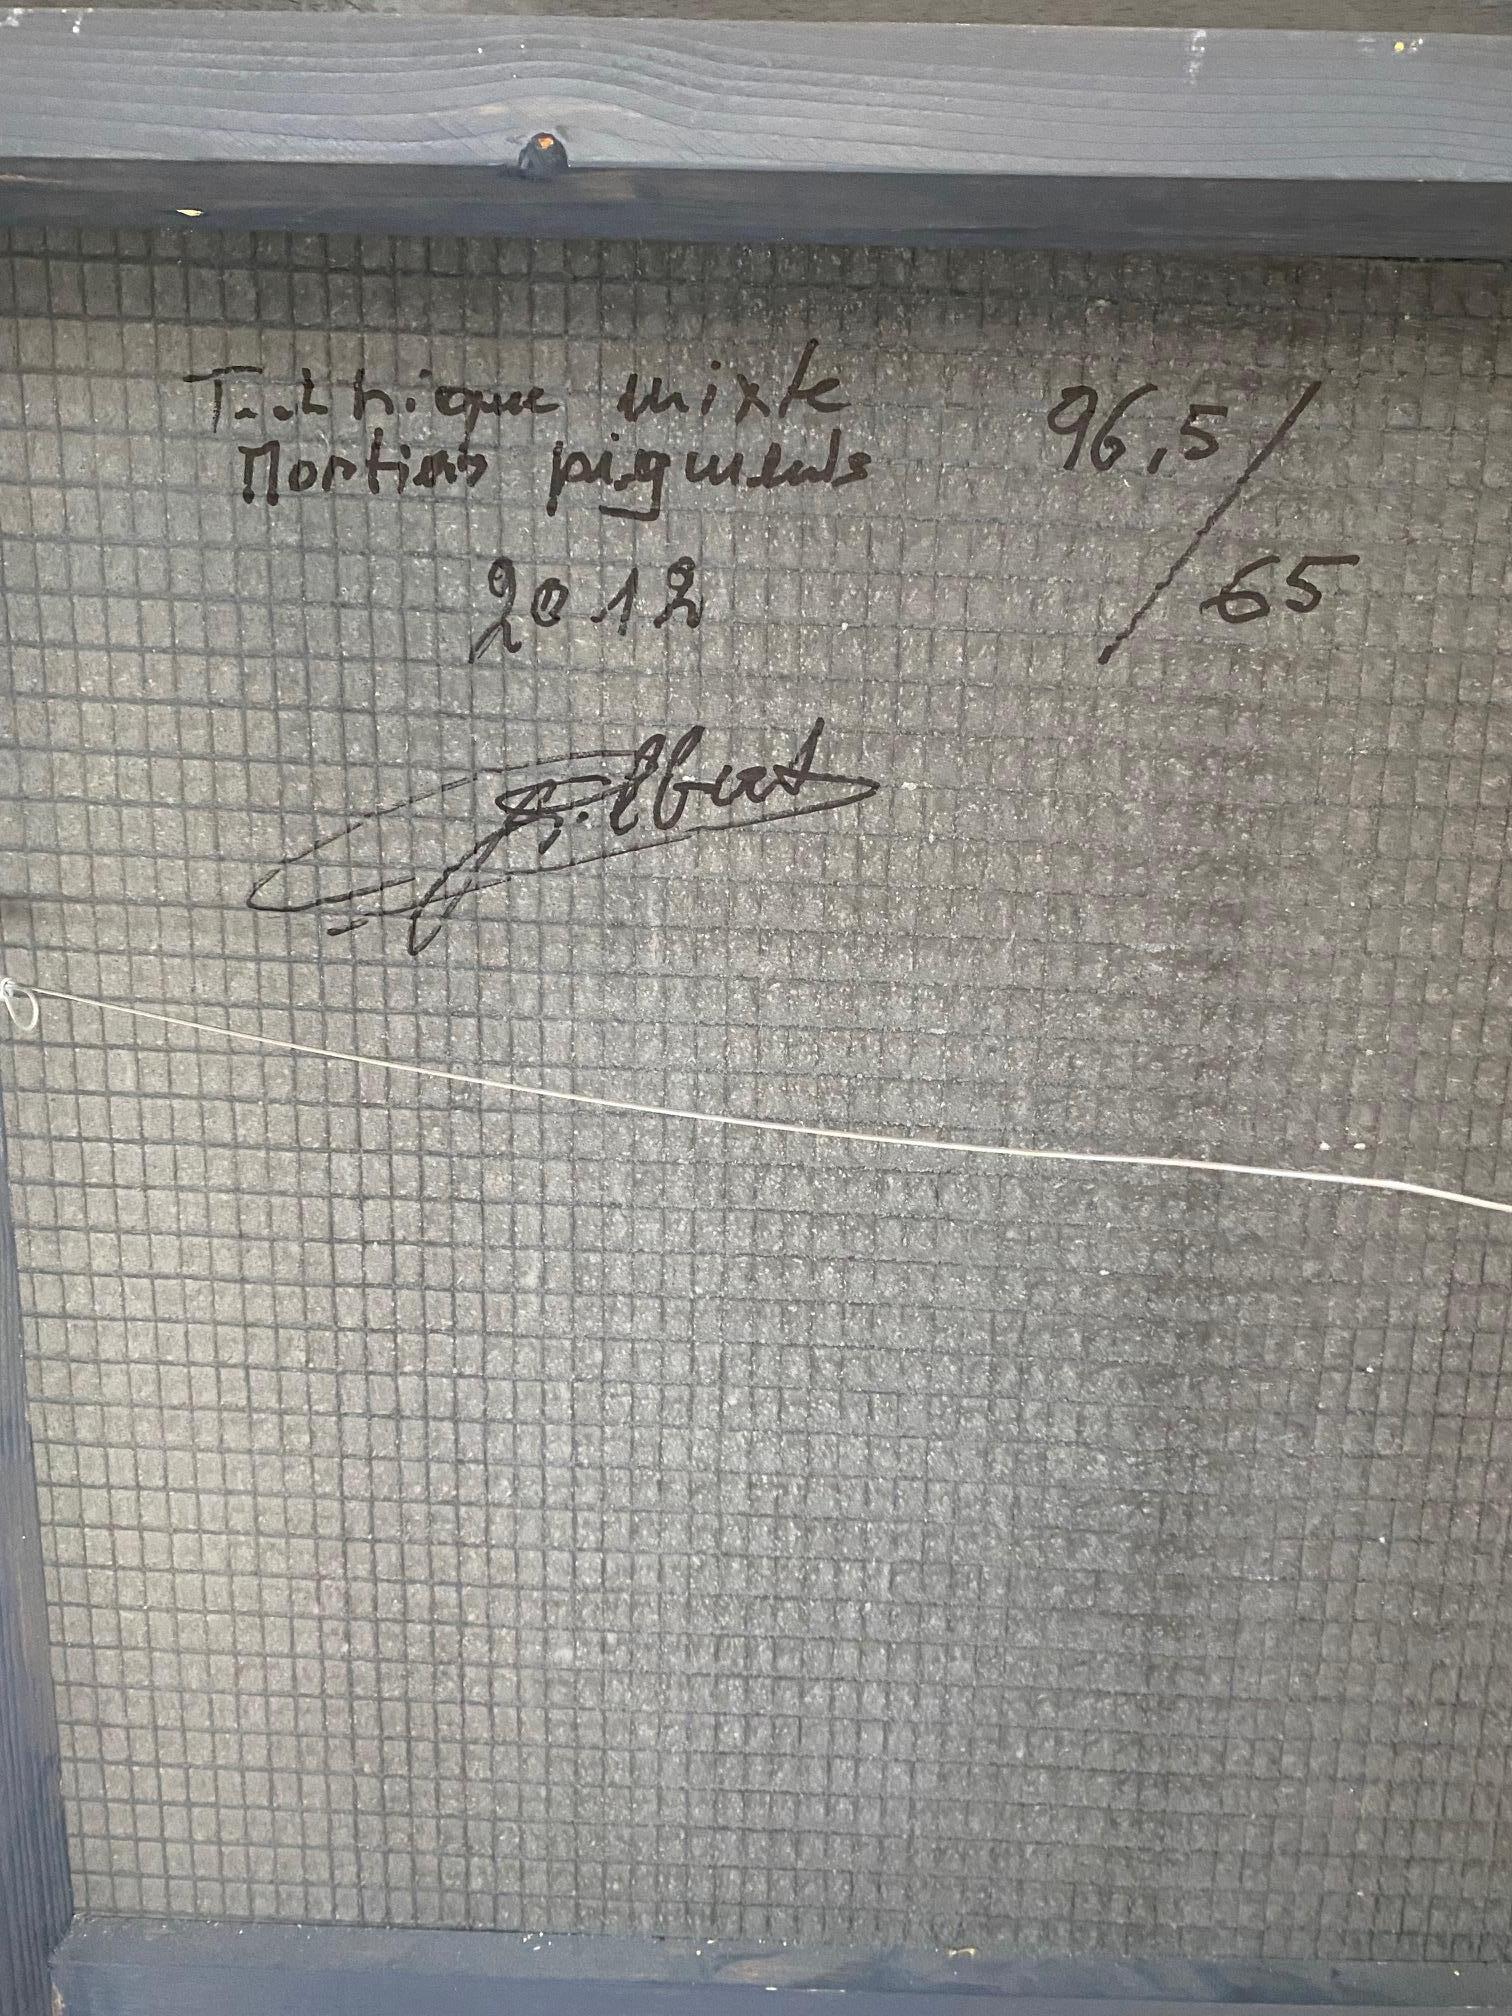 Technique mixte
Mortiers pigments
2012
96,5 / 65